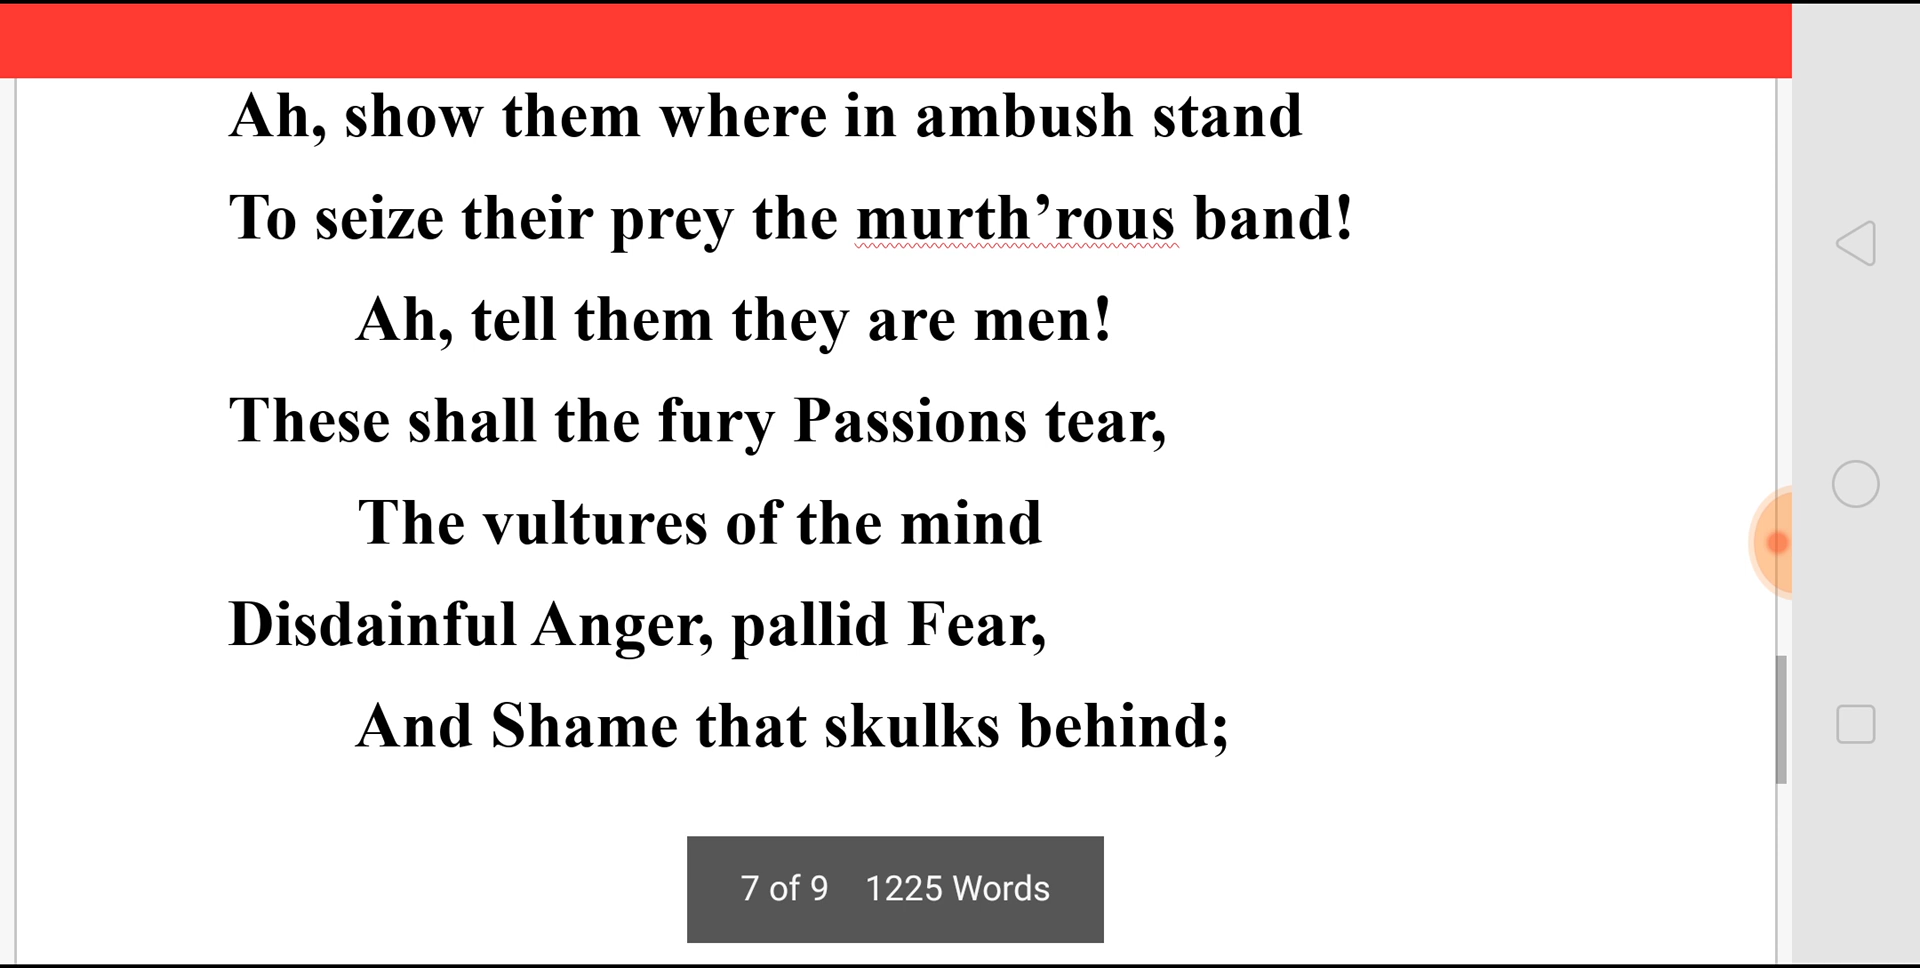 Ah, show them where in ambush stand
To seize their prey the murth’rous band!
Ah, tell them they are men!
These shall the fury Passions tear,
The vultures of the mind
Disdainful Anger, pallid Fear,
And Shame that skulks behind;
7 of 9 1225 Words